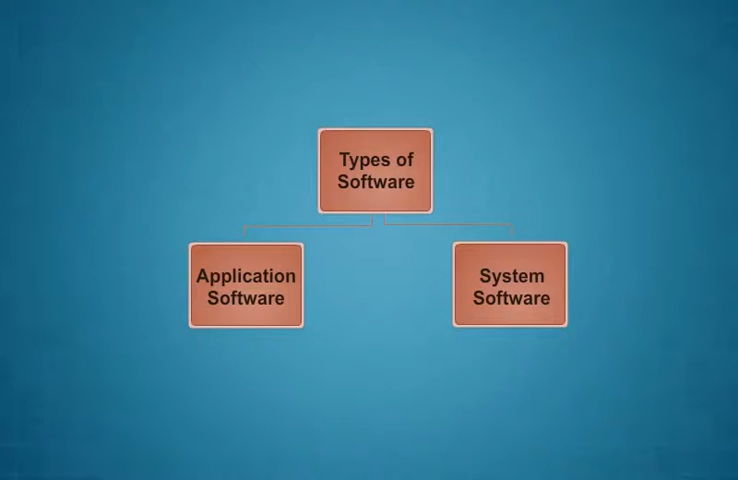 Types of
Software
Application
Software
System
Software